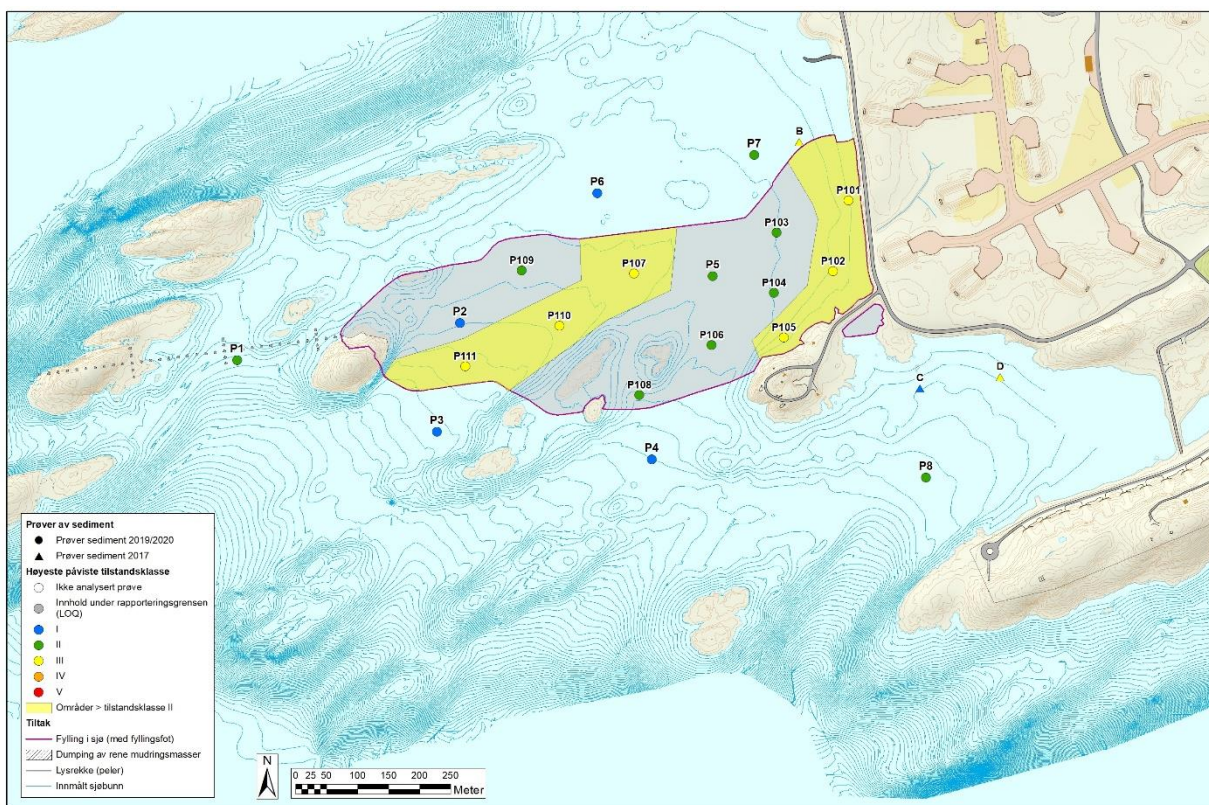 B
P7
P6
P101
P103
P109
P107
P5
P102
P104
P2
P110
P105
P106
P1
P111
D
C
P108
P3
P4
P8
Prøver av sediment
Prøver sediment 2019/2020
Prøver sediment 2017
Høyeste påviste tilstandsklasse
Ikke analysert prøve
Innhold under rapporteringsgrensen
(LOQ)
I
II
III
IV
V
Områder > tilstandsklasse II
Tiltak
Fylling i sjø (med fyllingsfot)
Dumping av rene mudringsmasser
Lysrekke (peler)
Innmålt sjøbunn
N
0 25 50 100 150 200 250
Meter